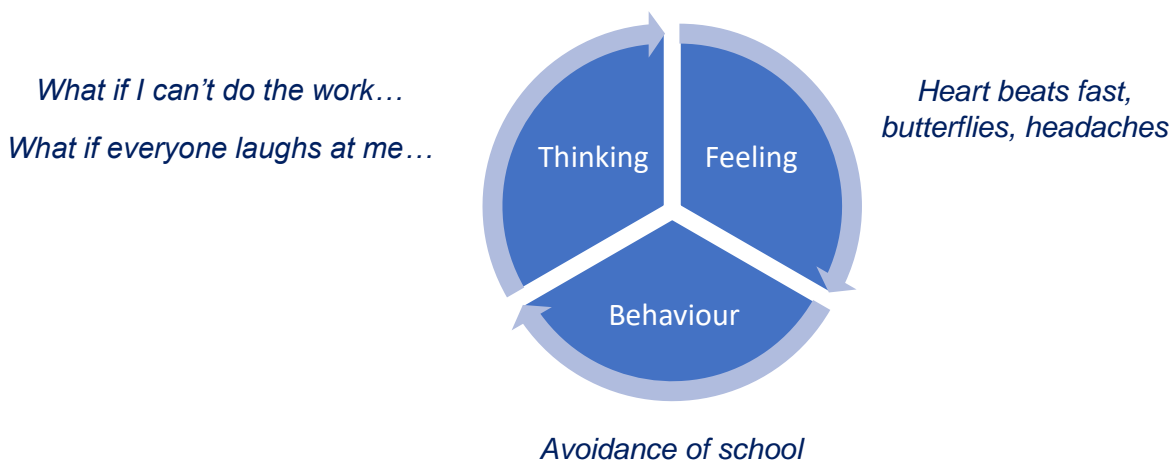 What if I can’t do the work…
What if everyone laughs at me…
Thinking
Feeling
Heart beats fast,
butterflies, headaches
Behaviour
Avoidance of school